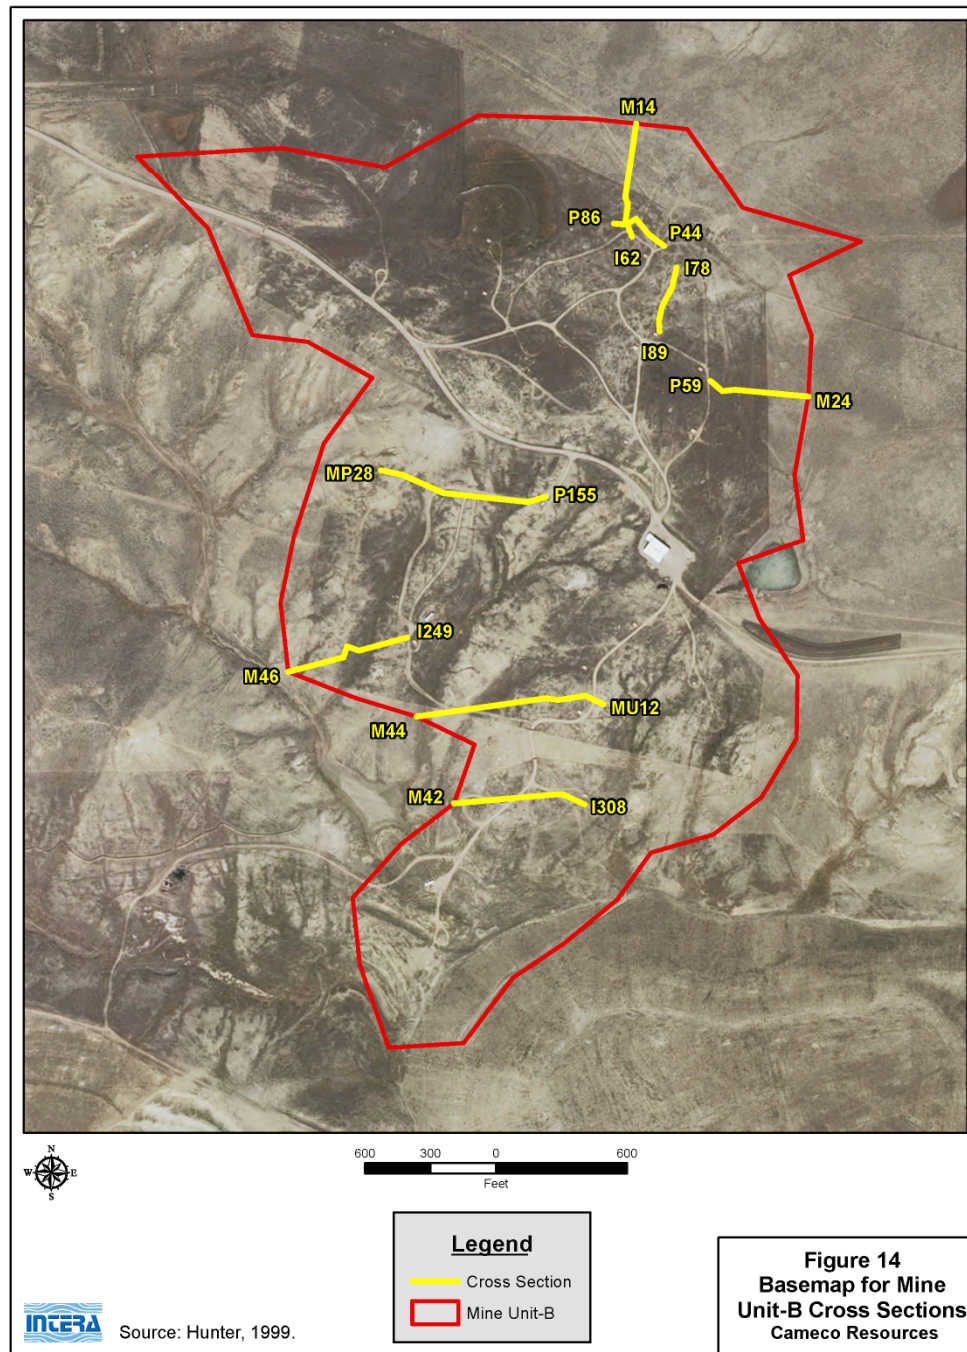 M14
P86
P44
I62
I78
I89
P59
M24
MP28
P155
I249
M46
MU12
M44
M42
I308
N
W E
S
600 300 0 600
Feet
Legend
Cross Section
Mine Unit-B
INTERA
Source: Hunter, 1999.
Figure 14
Basemap for Mine
Unit-B Cross Sections
Cameco Resources